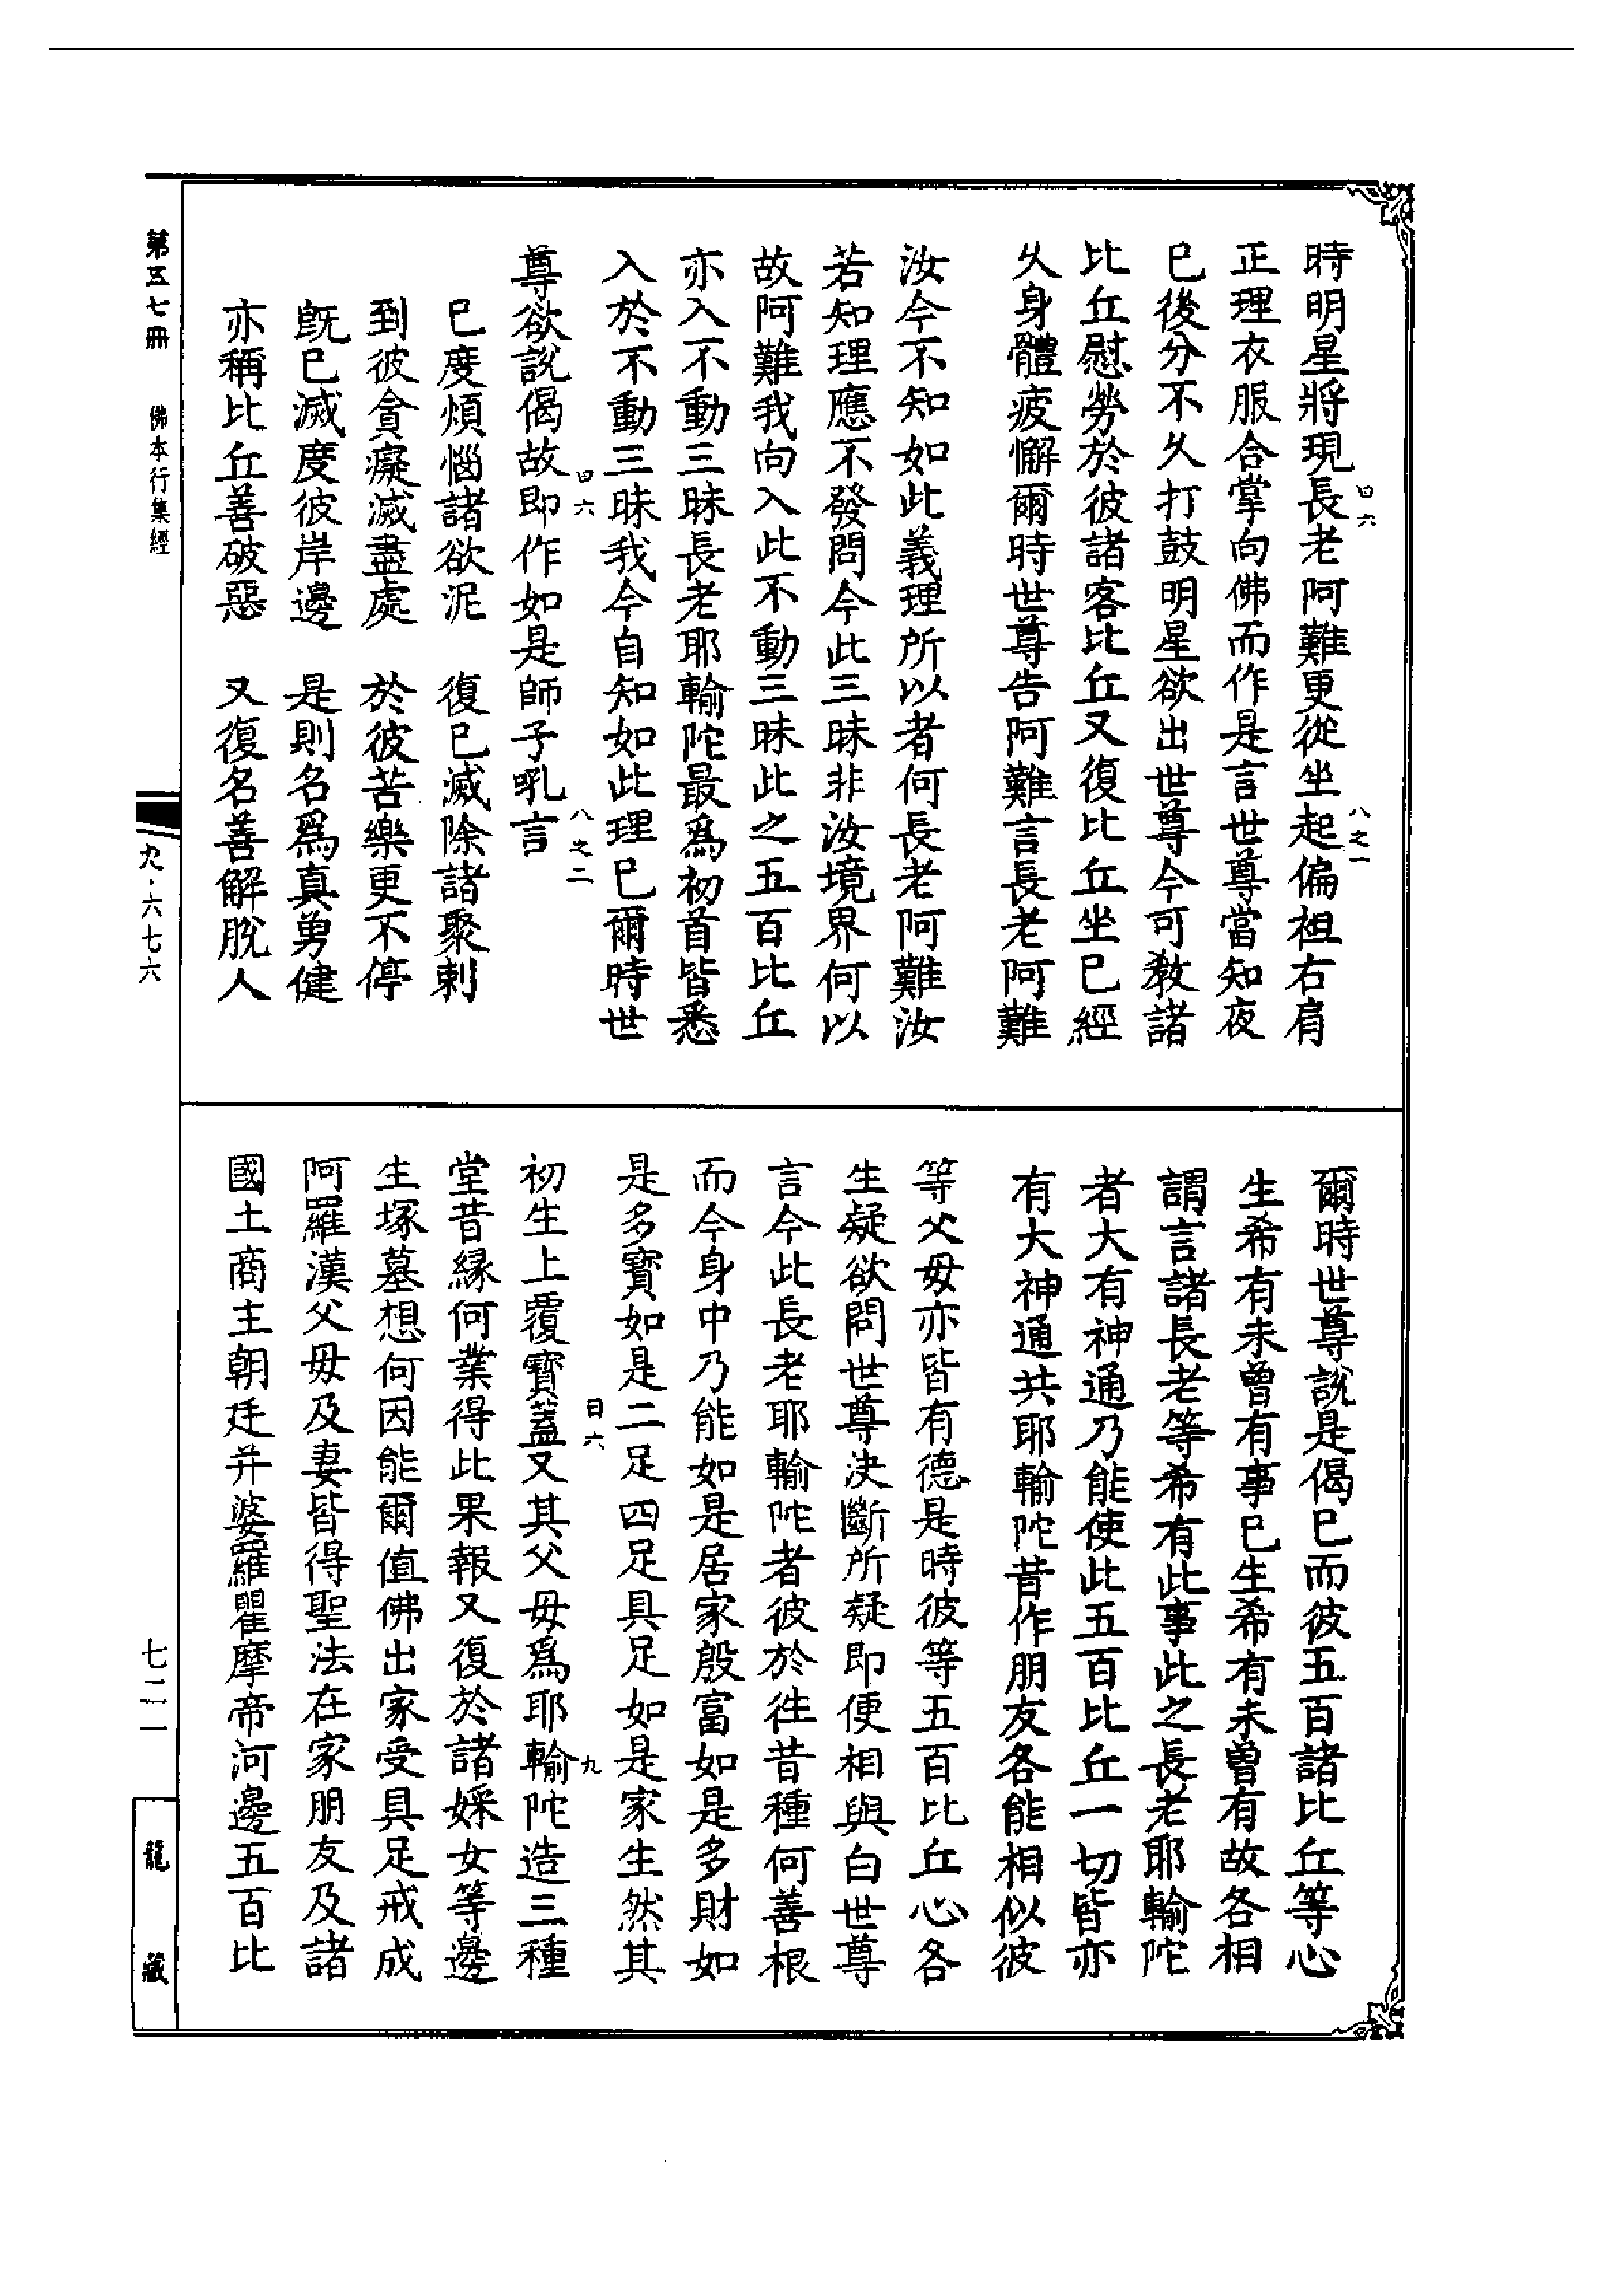 時明星將現長老阿難更從坐起偏袒右肩
四六
八之一
正理衣服合掌向佛而作是言世尊當知夜
已後分不久打鼓明星欲出世尊今可教諸
比丘慰勞於彼諸客比丘又復比丘坐已經
久身體疲懈爾時世尊告阿難言長老阿難
汝今不知如此義理所以者何長老阿難汝
若知理應不發問今此三昧非汝境界何以
故阿難我向入此不動三昧此之五百比丘
亦入不動三昧長老耶輸陀最爲初首皆悉
入於不動三昧我今自知如此理已爾時世
尊欲說偈故即作如是師子吼言
四六
八之二
已度煩惱諸欲泥　復已滅除諸聚刺
到彼貪癡滅盡處　於彼苦樂更不停
旣已滅度彼岸邊　是則名爲真勇健
亦稱比丘善破惡　又復名善解脫人
爾時世尊說是偈已而彼五百諸比丘等心
生希有未曾有事已生希有未曾有故各相
謂言諸長老等希有此事此之長老耶輸陀
者大有神通乃能使此五百比丘一切皆亦
有大神通共耶輸陀昔作朋友各能相似彼
等父母亦皆有德是時彼等五百比丘心各
生疑欲問世尊決斷所疑即便相與白世尊
言今此長老耶輸陀者彼於往昔種何善根
而今身中乃能如是居家殷富如是多財如
是多寶如是二足四足具足如是家生然其
初生上覆寶蓋又其父母爲耶輸陀造三種
日六
九
堂昔緣何業得此果報又復於諸婇女等邊
生塚墓想何因能爾值佛出家受具足戒成
阿羅漢父母及妻皆得聖法在家朋友及諸
國土商主朝廷并婆羅瞿摩帝河邊五百比
第五七冊　佛本行集經
九·六七六
七二一
龍藏